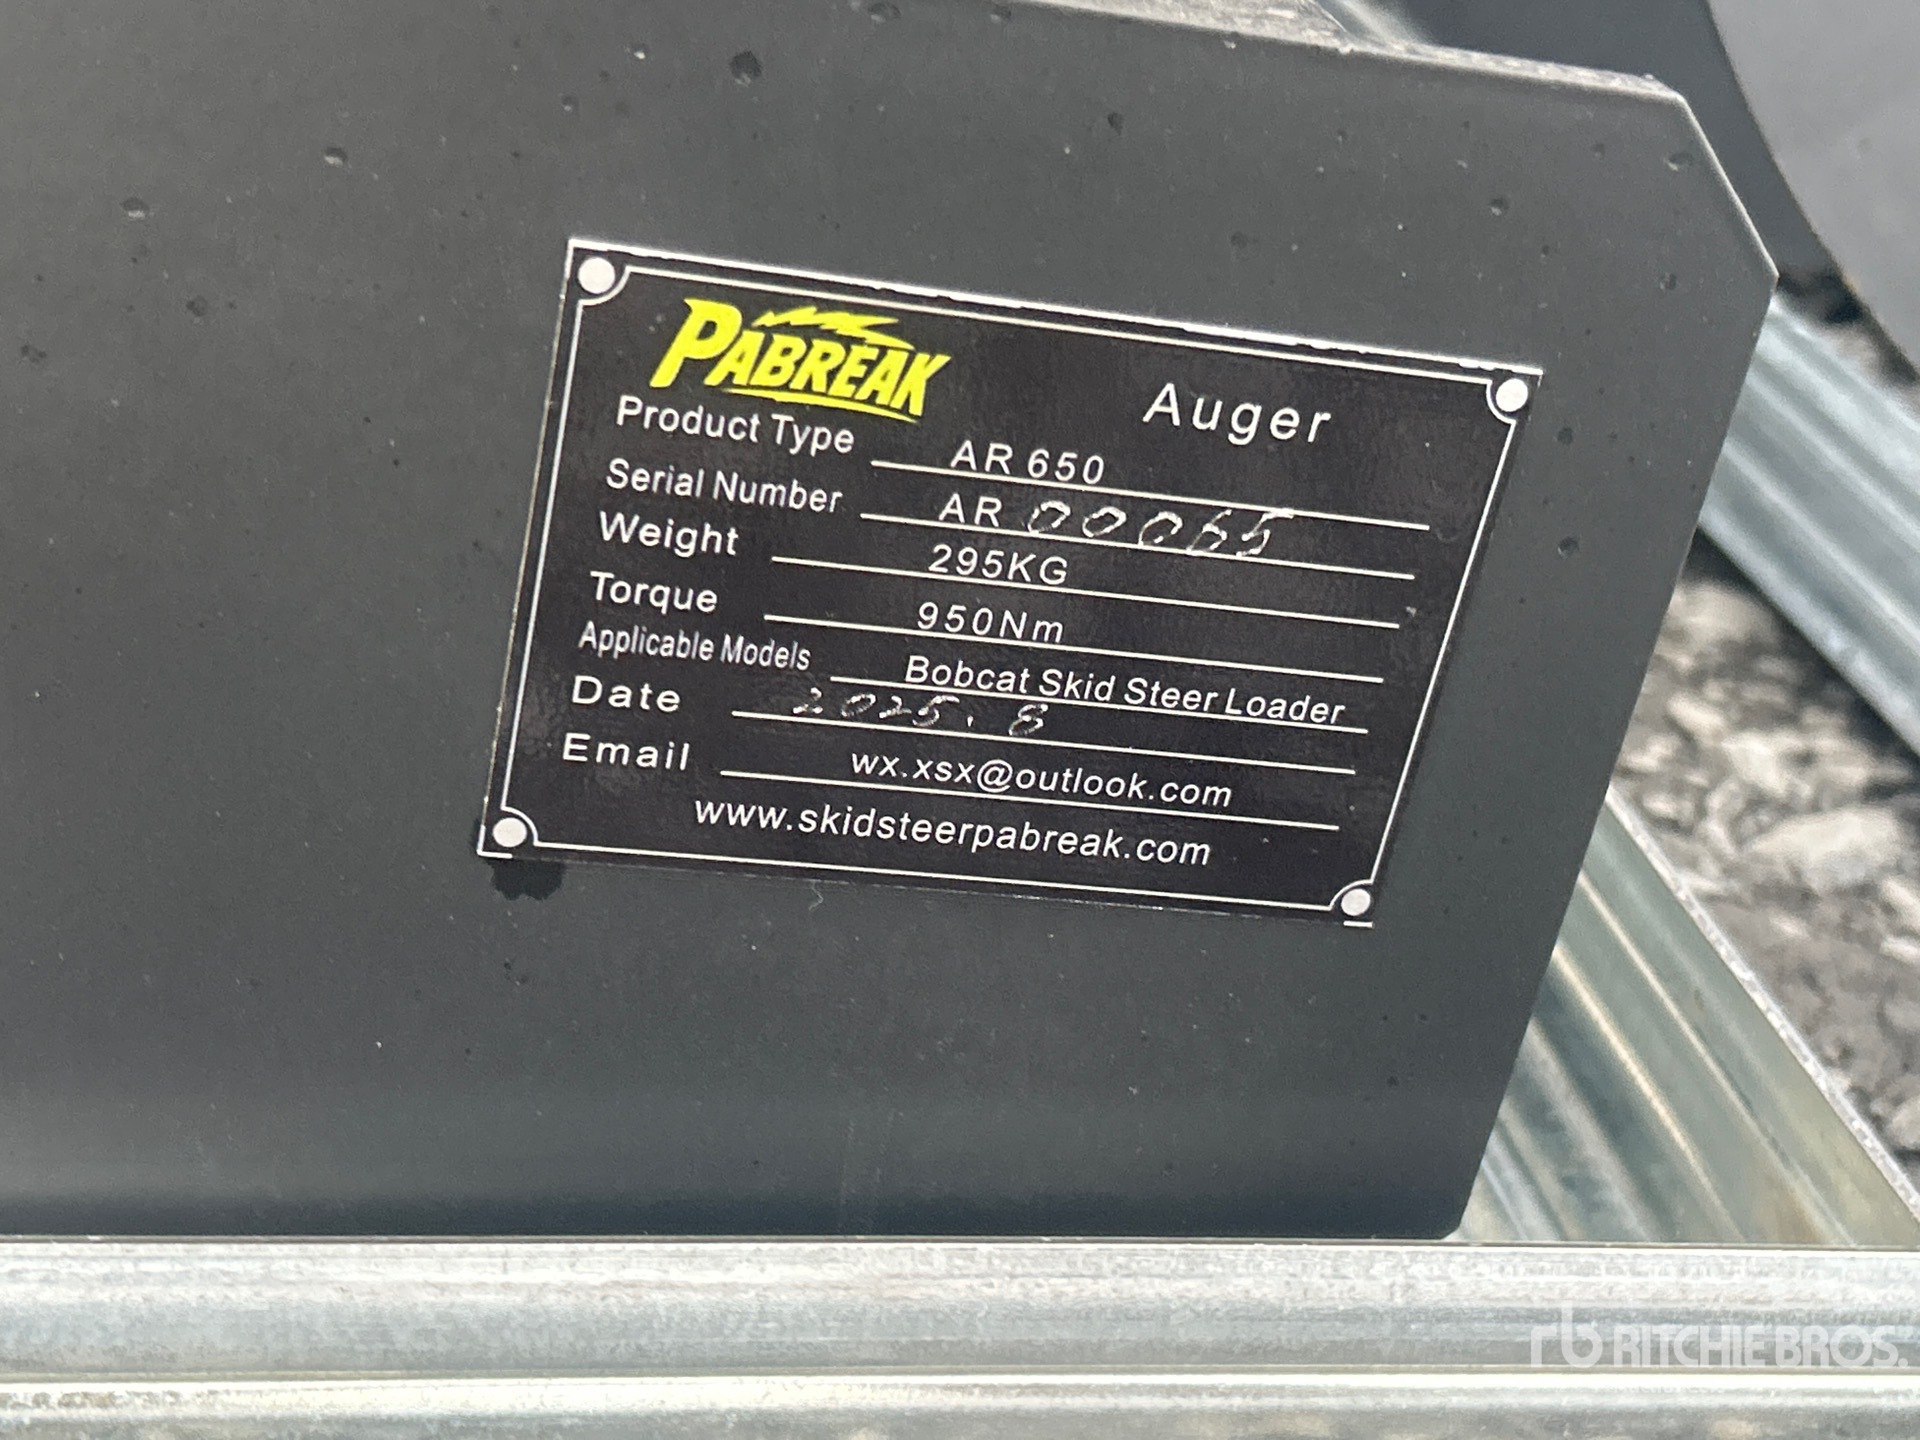 PABREAK
Auger
Product Type AR 650
Serial Number AR 00065
Weight 295KG
Torque 950Nm
Applicable Models Bobcat Skid Steer Loader
Date 2025.8
Email wx.xsx@outlook.com
www.skidsteerpabreak.com
rb RITCHIE BROS.